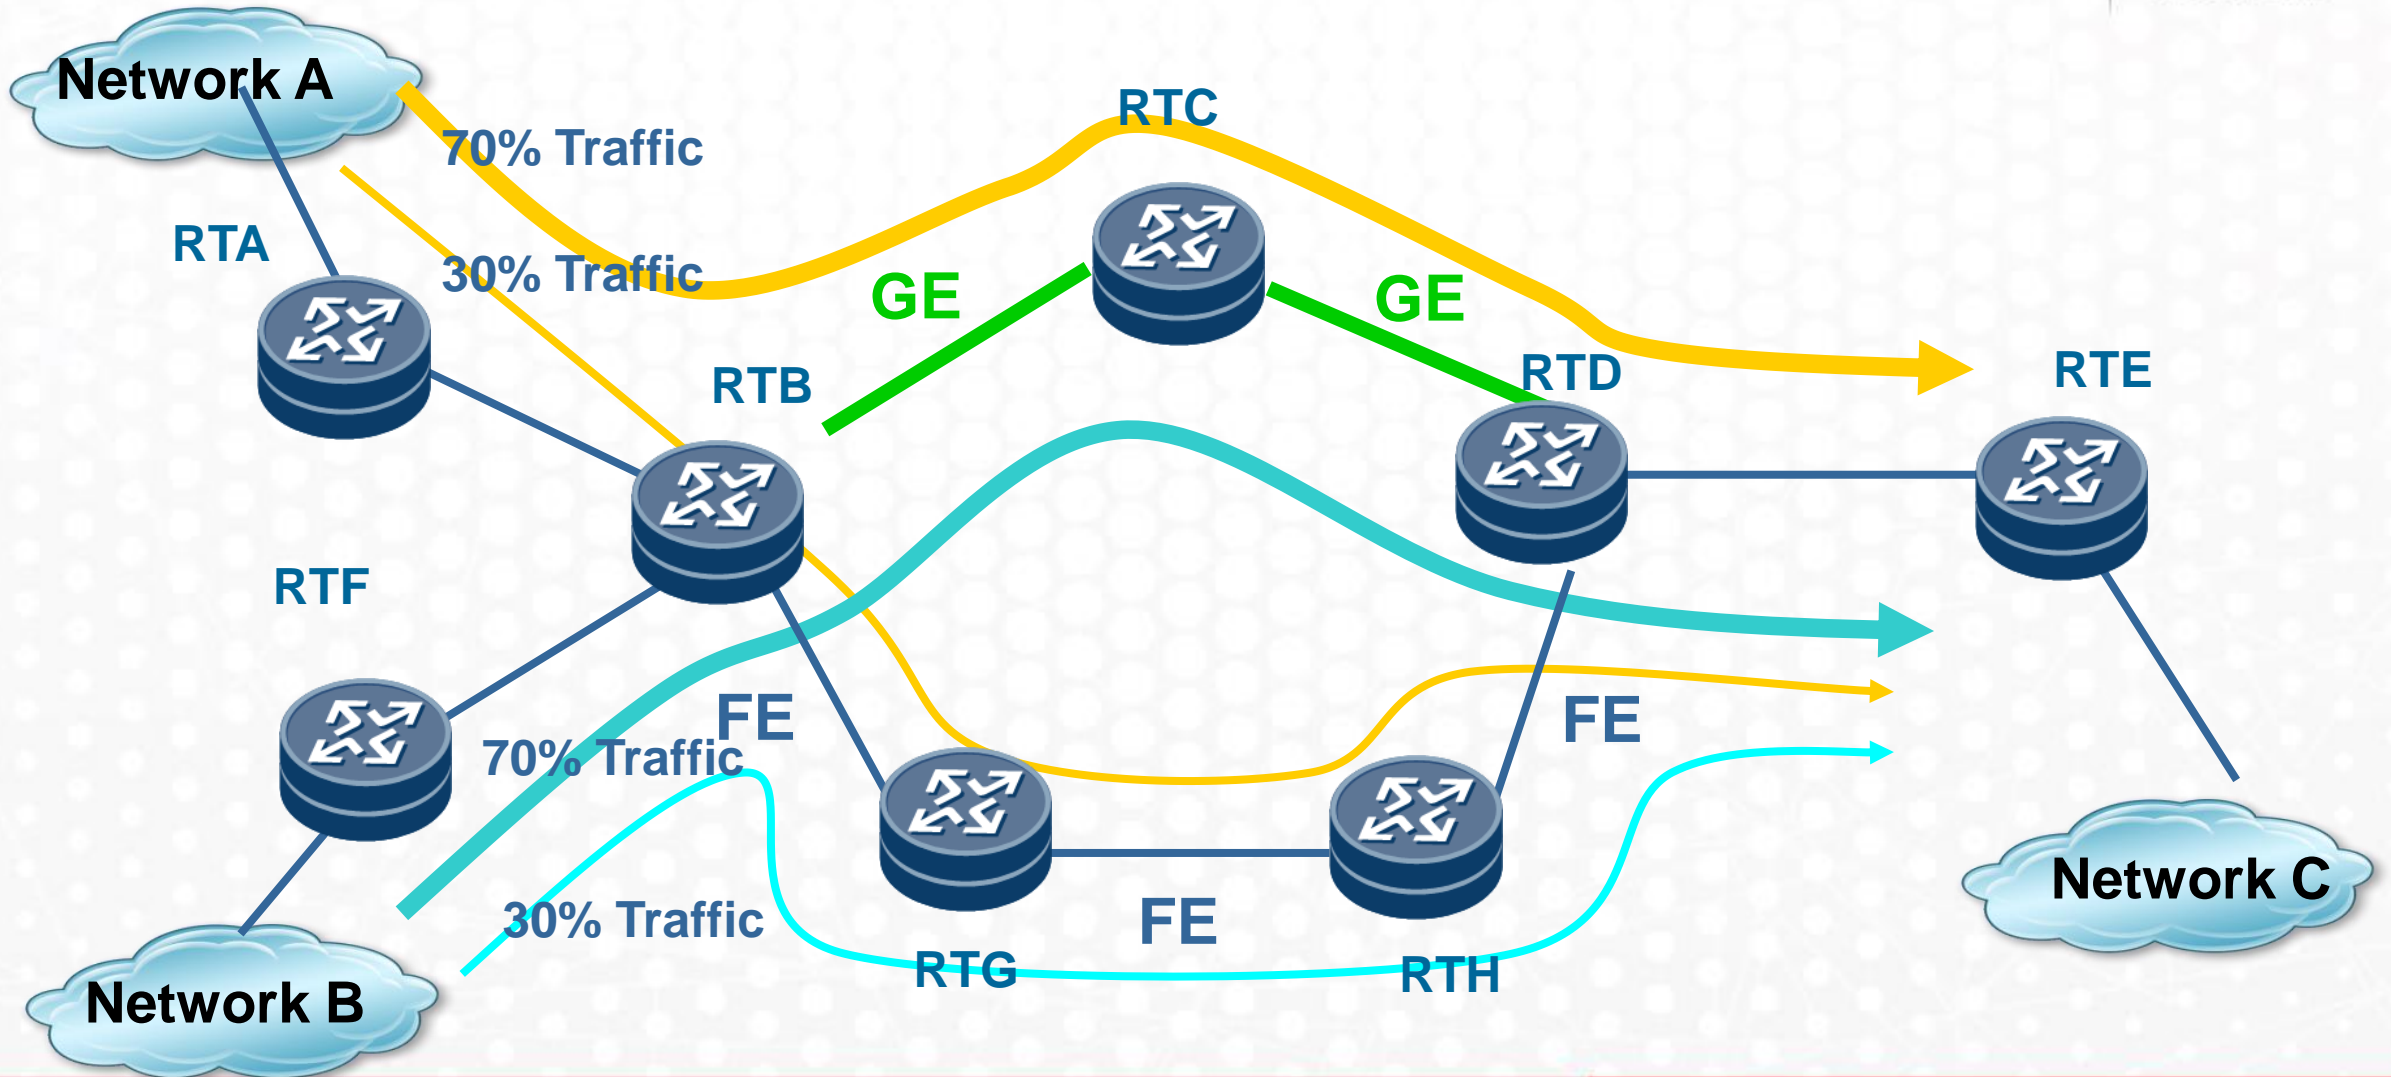 Network A
RTC
70% Traffic
RTA
30% Traffic
GE
GE
RTB
RTD
RTE
RTF
FE
FE
70% Traffic
Network C
30% Traffic
FE
RTG
RTH
Network B